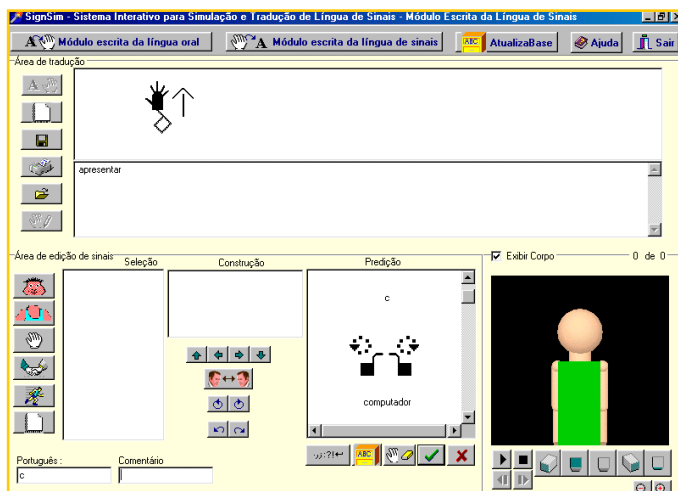 SignSim - Sistema Interativo para Simulação e Tradução de Língua de Sinais - Módulo Escrita da Língua de Sinais
A Módulo escrita da língua oral
A Módulo escrita da língua de sinais
ABC AtualizaBase
Ajuda
Sair
Área de tradução
A
apresentar
Área de edição de sinais
Seleção
Construção
Predição
Exibir Corpo
0 de 0
c
computador
ABC
Português :
Comentário
c